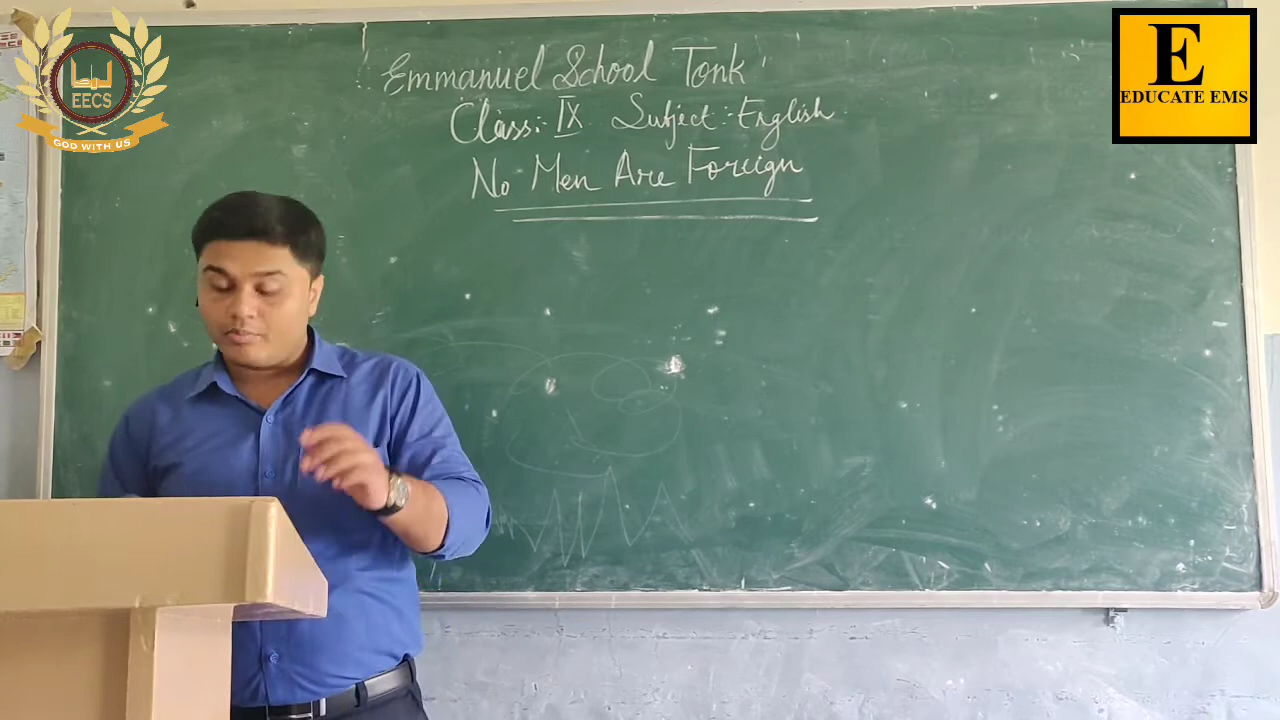 EECS
GOD WITH US
E
EDUCATE EMS
Emmanuel School Tonk
Class:- IX Subject:- English
No Men Are Foreign